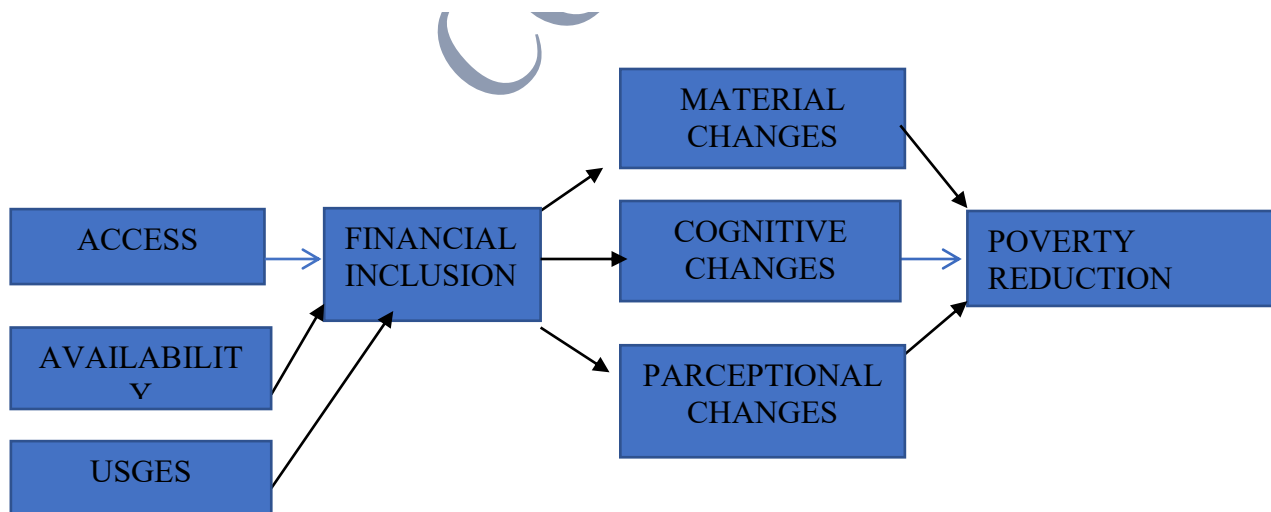 MATERIAL
CHANGES
ACCESS
FINANCIAL
INCLUSION
COGNITIVE
CHANGES
POVERTY
REDUCTION
AVAILABILIT
Y
PARCEPTIONAL
CHANGES
USGES